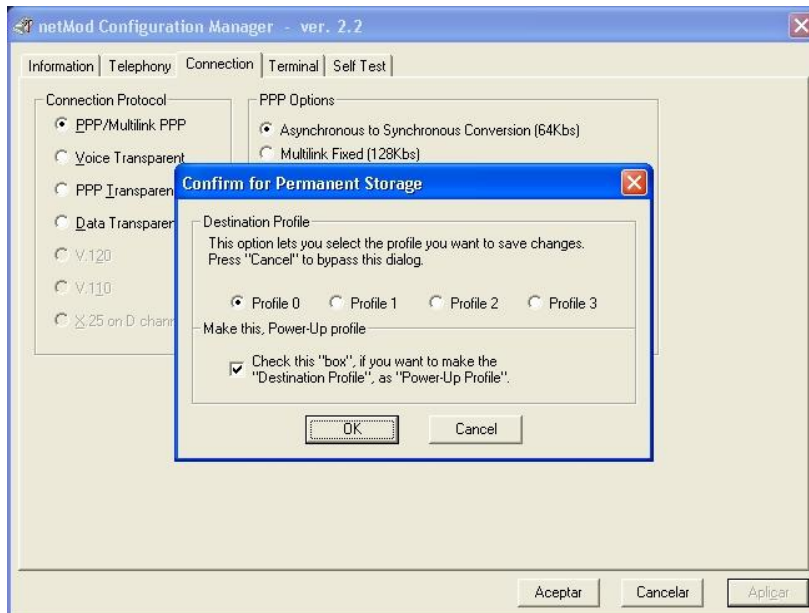 netMod Configuration Manager - ver. 2.2
Information Telephony Connection Terminal Self Test
Connection Protocol
PPP/Multilink PPP
Voice Transparent
PPP Transparen
Data Transparen
V.120
V.110
X.25 on D chann
PPP Options
Asynchronous to Synchronous Conversion (64Kbs)
Multilink Fixed (128Kbs)
Confirm for Permanent Storage
Destination Profile
This option lets you select the profile you want to save changes.
Press "Cancel" to bypass this dialog.
Profile 0 Profile 1 Profile 2 Profile 3
Make this, Power-Up profile
Check this "box", if you want to make the
"Destination Profile", as "Power-Up Profile".
OK Cancel
Aceptar Cancelar Aplicar